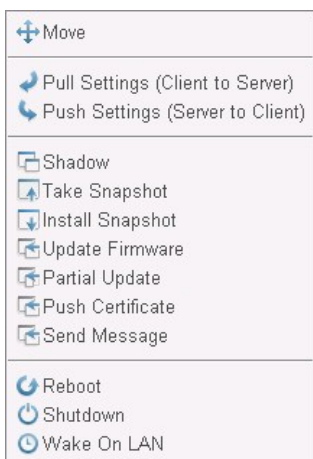 Move
Pull Settings (Client to Server)
Push Settings (Server to Client)
Shadow
Take Snapshot
Install Snapshot
Update Firmware
Partial Update
Push Certificate
Send Message
Reboot
Shutdown
Wake On LAN